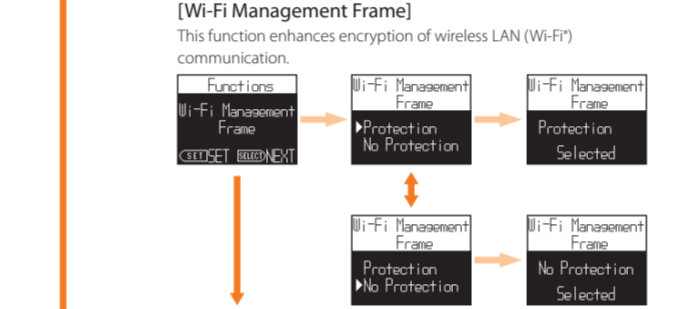 [Wi-Fi Management Frame]
This function enhances encryption of wireless LAN (Wi-Fi®)
communication.
Functions
Wi-Fi Management
Frame
SET SET SELECT NEXT
Wi-Fi Management
Frame
▶Protection
No Protection
Wi-Fi Management
Frame
Protection
Selected
Wi-Fi Management
Frame
Protection
▶No Protection
Wi-Fi Management
Frame
No Protection
Selected